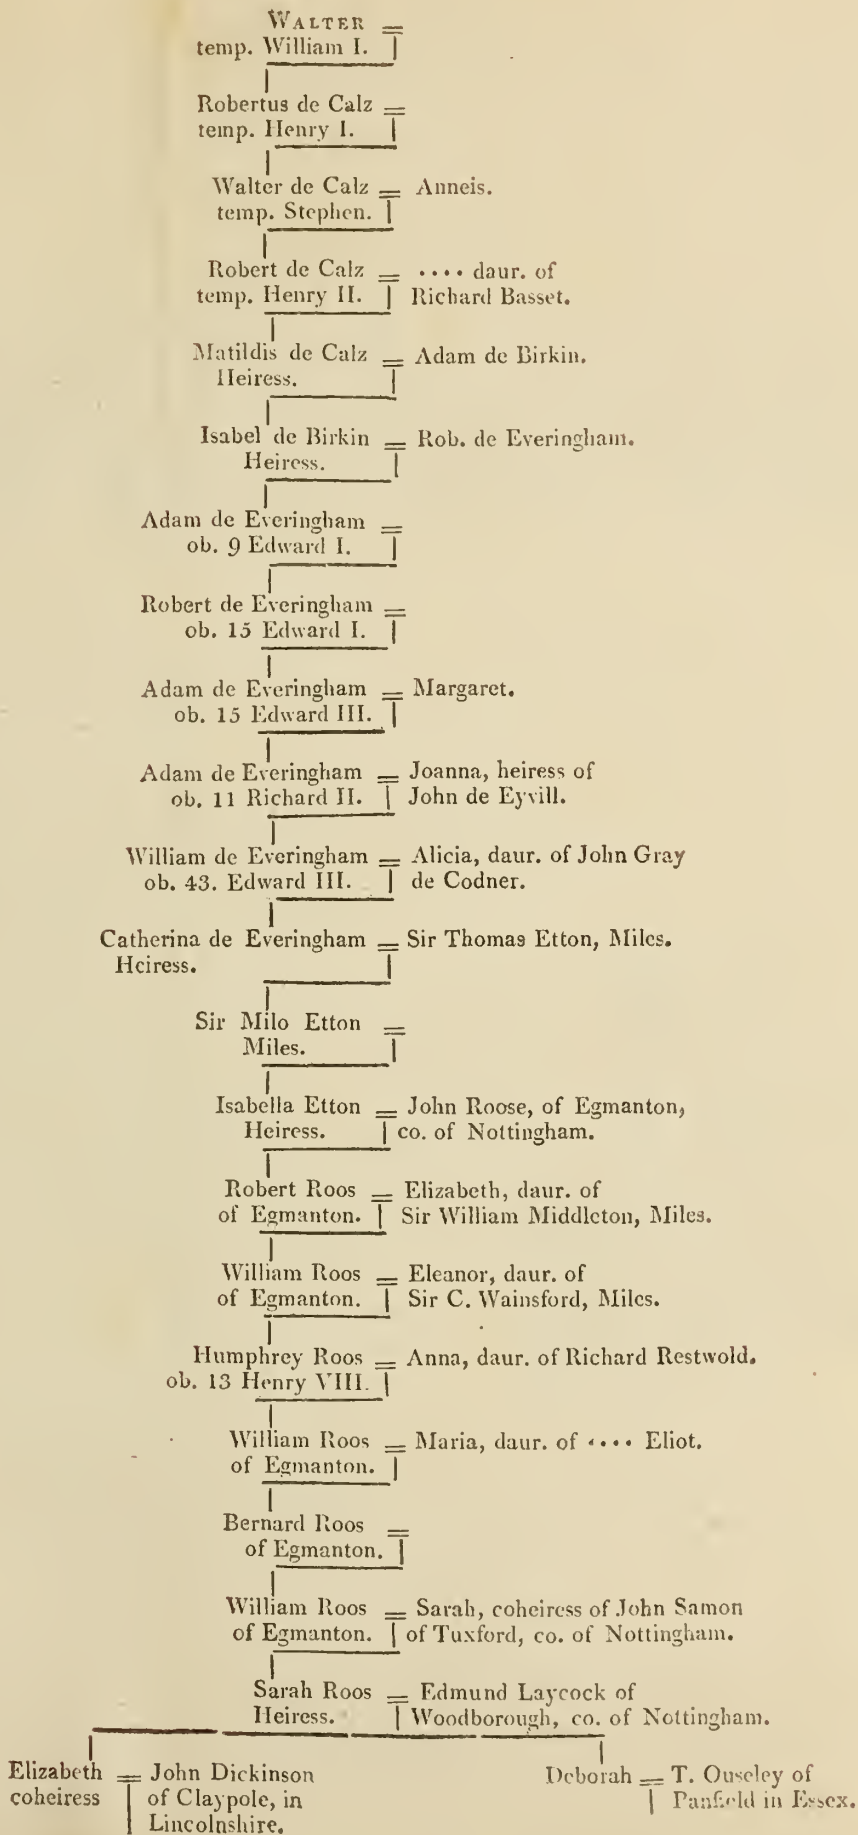 WALTER =
temp. William I.
Robertus de Calz =
temp. Henry I.
Walter de Calz = Anneis.
temp. Stephen.
Robert de Calz = .... daur. of
temp. Henry II. Richard Basset.
Matildis de Calz = Adam de Birkin.
Heiress.
Isabel de Birkin = Rob. de Everingham.
Heiress.
Adam de Everingham =
ob. 9 Edward I.
Robert de Everingham =
ob. 15 Edward I.
Adam de Everingham = Margaret.
ob. 15 Edward III.
Adam de Everingham = Joanna, heiress of
ob. 11 Richard II. John de Eyvill.
William de Everingham = Alicia, daur. of John Gray
ob. 43. Edward III. de Codner.
Catherina de Everingham = Sir Thomas Etton, Miles.
Heiress.
Sir Milo Etton =
Miles.
Isabella Etton = John Roose, of Egmanton,
Heiress. co. of Nottingham.
Robert Roos = Elizabeth, daur. of
of Egmanton. Sir William Middleton, Miles.
William Roos = Eleanor, daur. of
of Egmanton. Sir C. Wainsford, Miles.
Humphrey Roos = Anna, daur. of Richard Restwold.
ob. 13 Henry VIII.
William Roos = Maria, daur. of .... Eliot.
of Egmanton.
Bernard Roos =
of Egmanton.
William Roos = Sarah, coheiress of John Samon
of Egmanton. of Tuxford, co. of Nottingham.
Sarah Roos = Edmund Laycock of
Heiress. Woodborough, co. of Nottingham.
Elizabeth = John Dickinson Deborah = T. Ouseley of
coheiress of Claypole, in Panfield in Essex.
Lincolnshire.